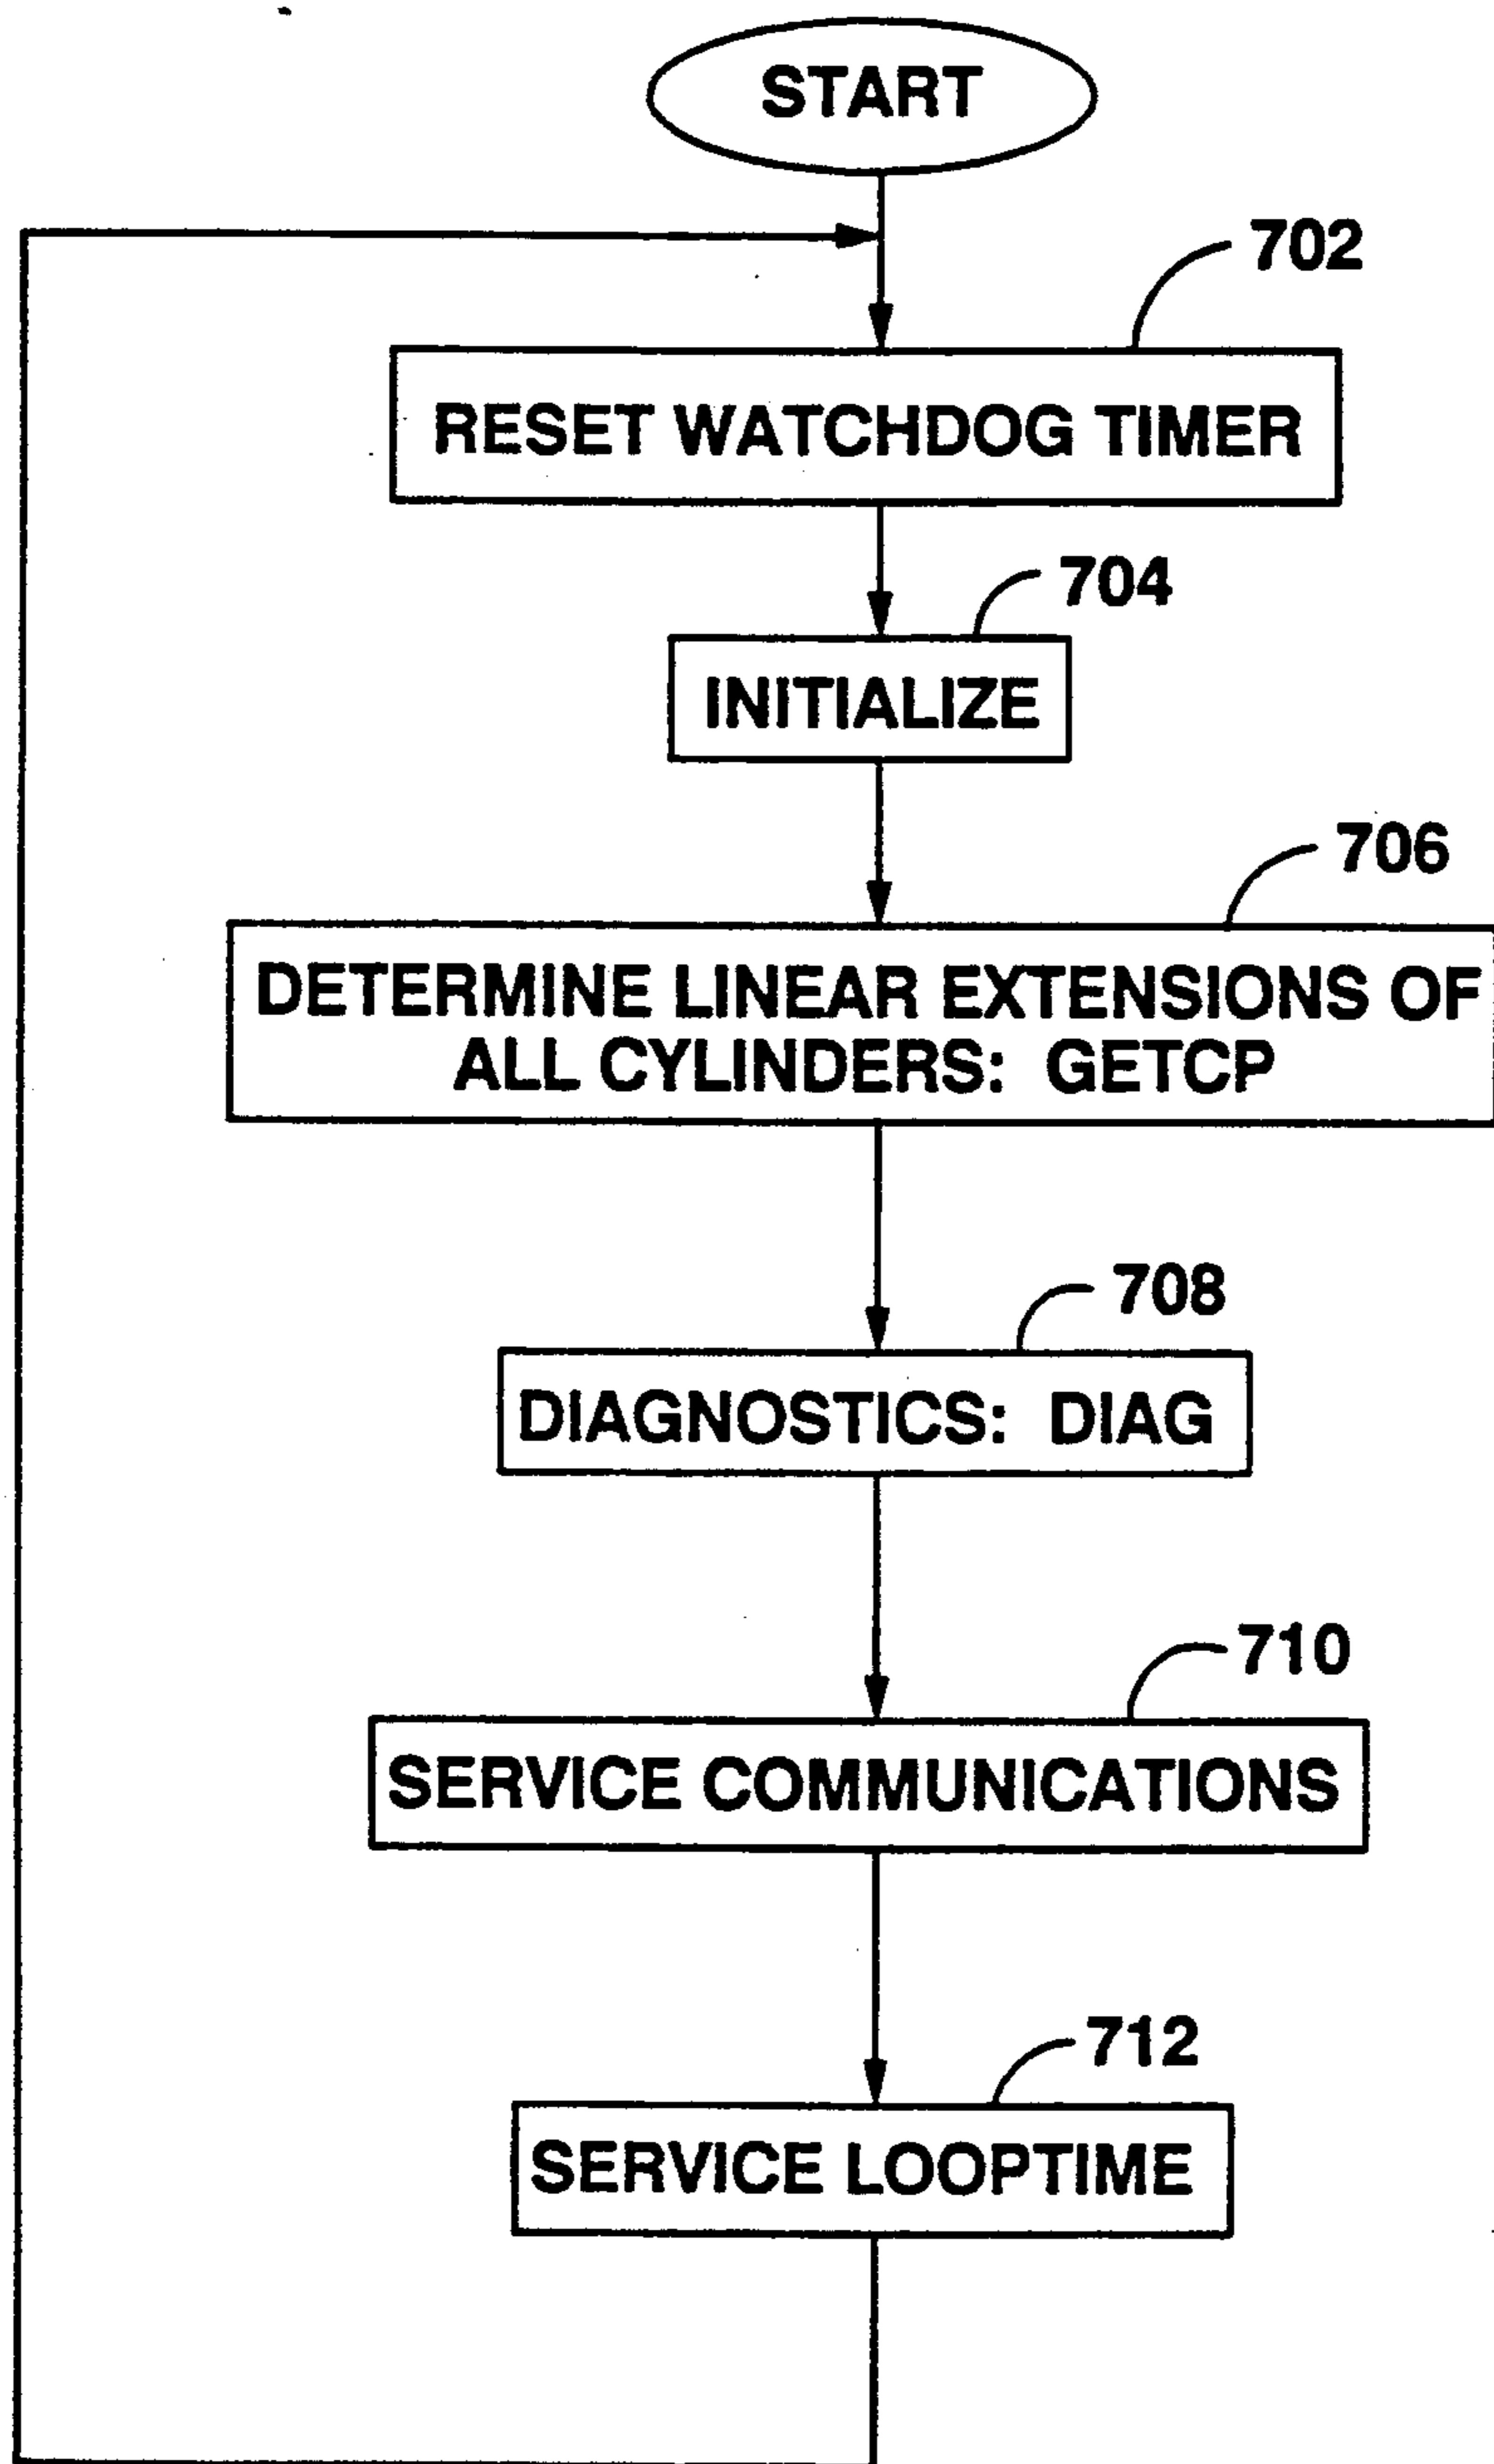 START
702
RESET WATCHDOG TIMER
704
INITIALIZE
706
DETERMINE LINEAR EXTENSIONS OF
ALL CYLINDERS: GETCP
708
DIAGNOSTICS: DIAG
710
SERVICE COMMUNICATIONS
712
SERVICE LOOPTIME